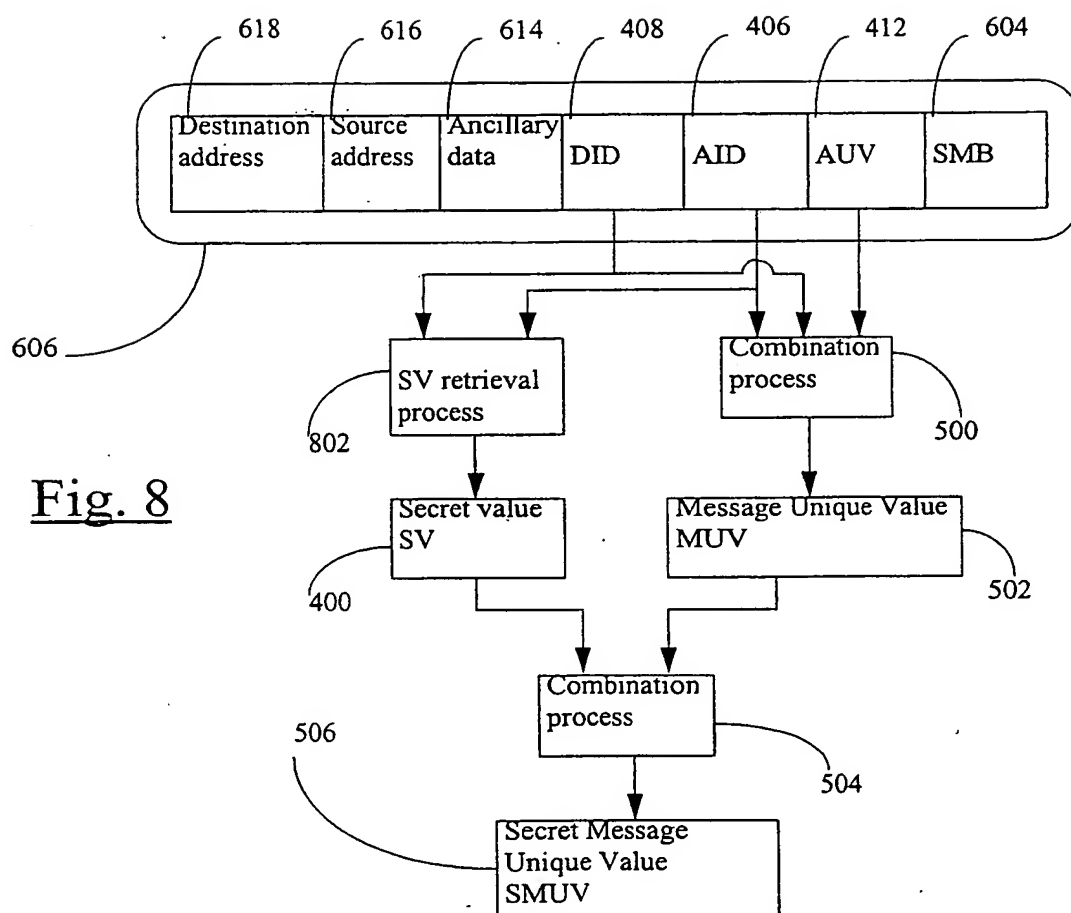 618 616 614 408 406 412 604
Destination address
Source address
Ancillary data
DID
AID
AUV
SMB
606
SV retrieval
process
802
Combination
process
500
Fig. 8
Secret value
SV
400
Message Unique Value
MUV
502
Combination
process
504
506
Secret Message
Unique Value
SMUV